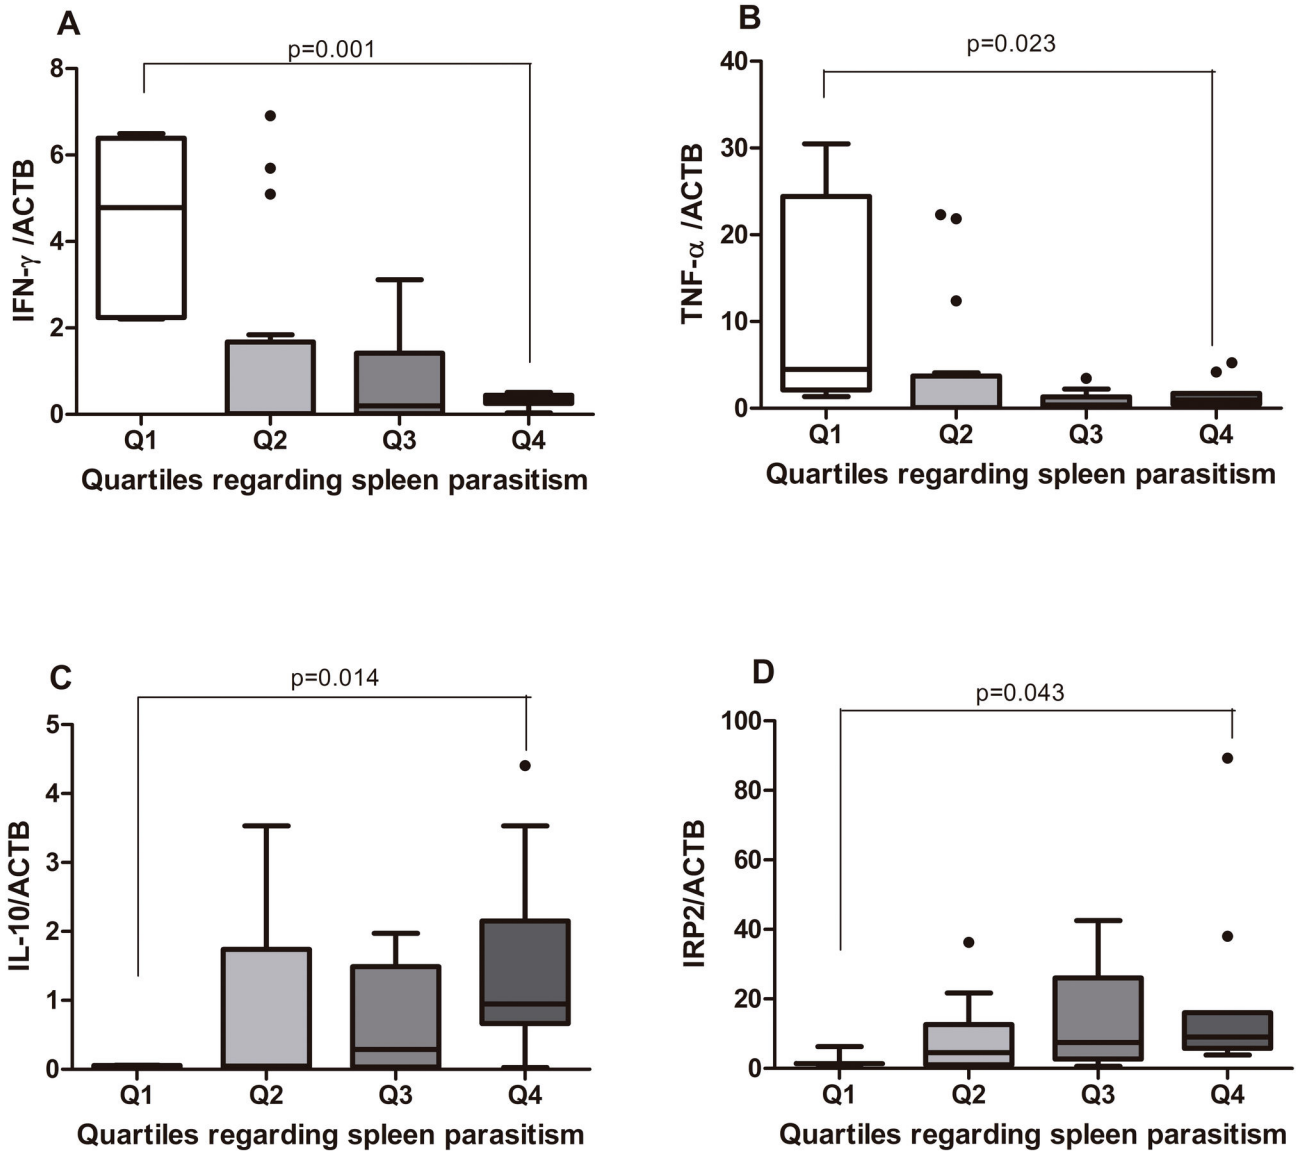 A
p=0.001
8
6
4
2
0
IFN-γ /ACTB
Q1 Q2 Q3 Q4
Quartiles regarding spleen parasitism
B
p=0.023
40
30
20
10
0
TNF-α /ACTB
Q1 Q2 Q3 Q4
Quartiles regarding spleen parasitism
C
p=0.014
5
4
3
2
1
0
IL-10/ACTB
Q1 Q2 Q3 Q4
Quartiles regarding spleen parasitism
D
p=0.043
100
80
60
40
20
0
IRP2/ACTB
Q1 Q2 Q3 Q4
Quartiles regarding spleen parasitism